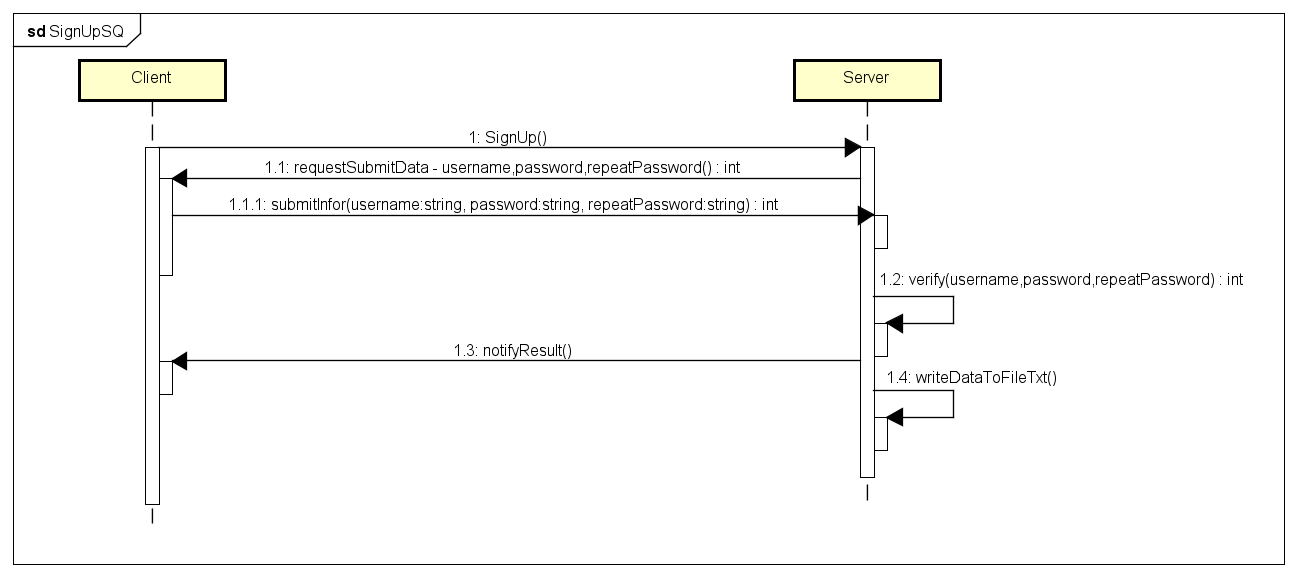 sd SignUpSQ
Client
Server
1: SignUp()
1.1: requestSubmitData - username,password,repeatPassword() : int
1.1.1: submitInfor(username:string, password:string, repeatPassword:string) : int
1.2: verify(username,password,repeatPassword) : int
1.3: notifyResult()
1.4: writeDataToFileTxt()